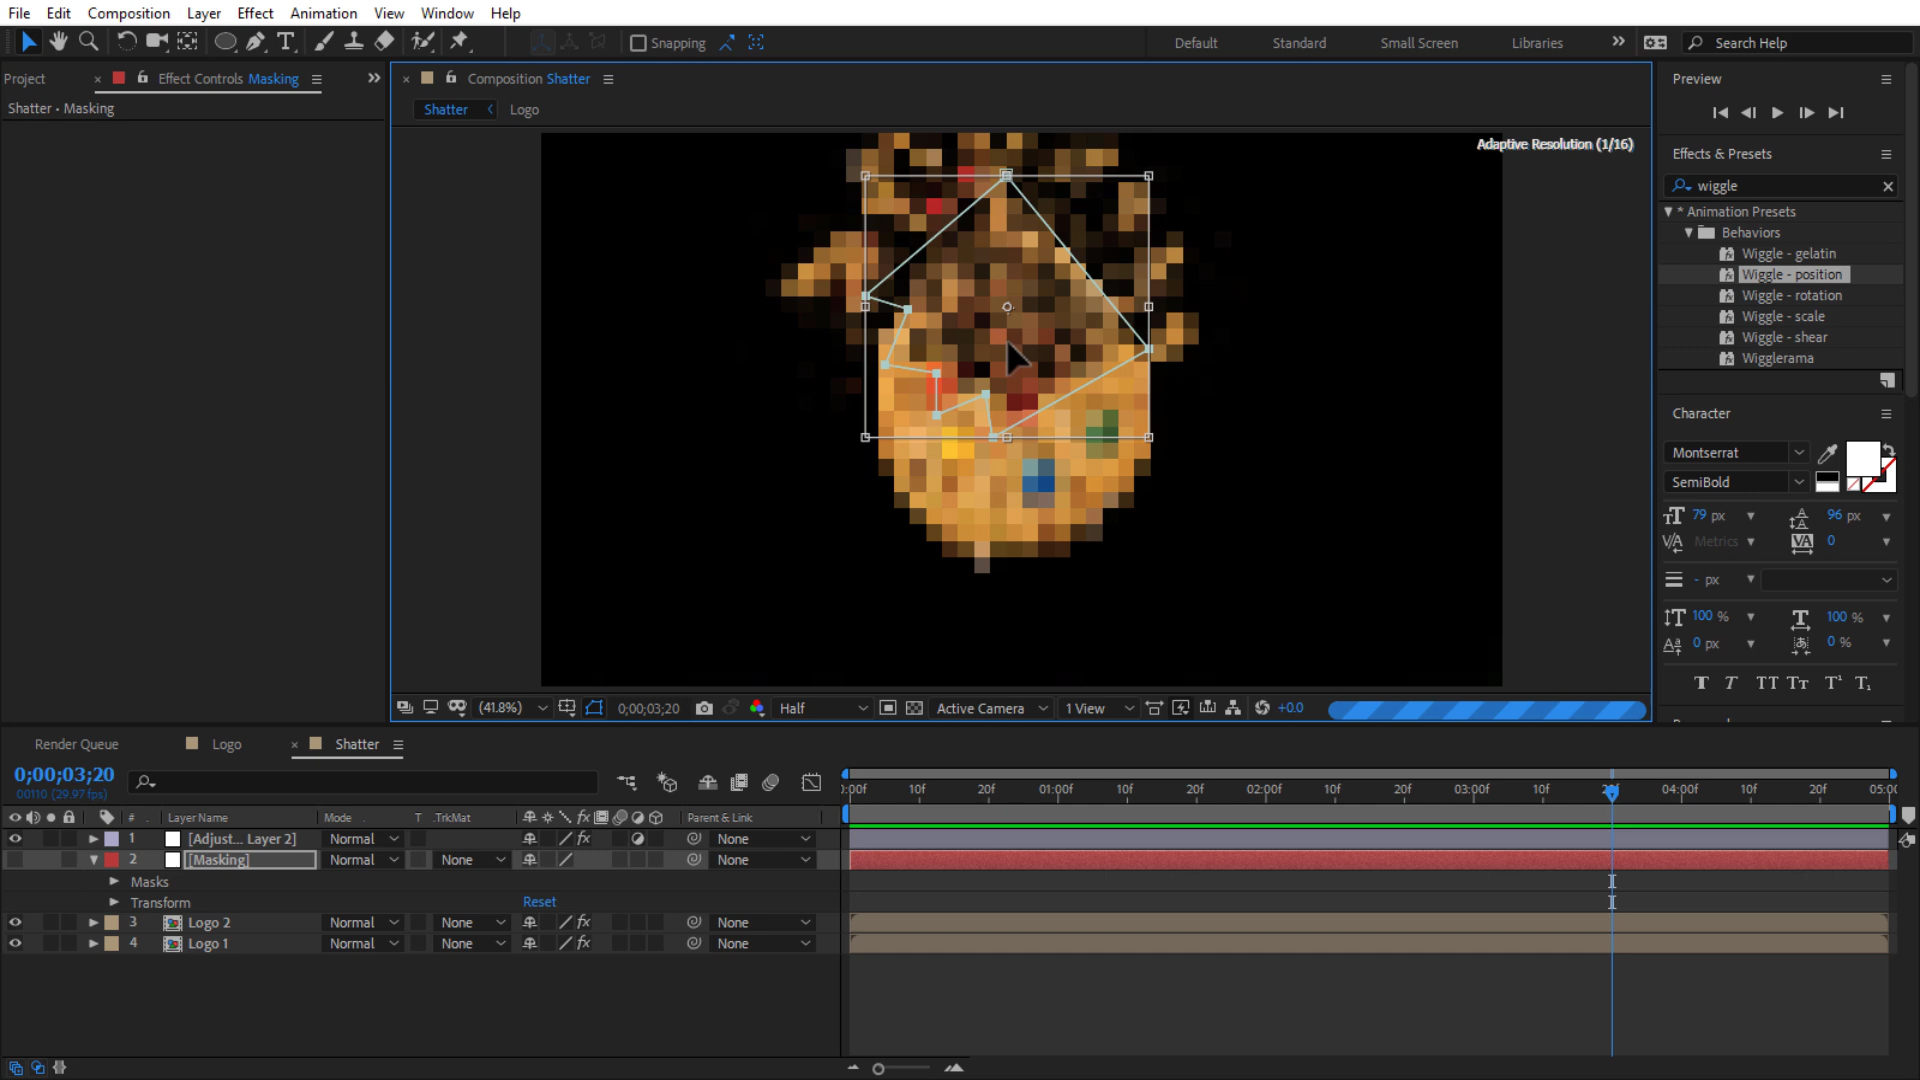 File Edit Composition Layer Effect Animation View Window Help
Snapping Default Standard Small Screen Libraries Search Help
Project Effect Controls Masking
Shatter • Masking
Composition Shatter
Shatter Logo
Adaptive Resolution (1/16)
(41.8%) 0;00;03;20 Half Active Camera 1 View +0.0
Preview
Effects & Presets
wiggle
* Animation Presets
Behaviors
Wiggle - gelatin
Wiggle - position
Wiggle - rotation
Wiggle - scale
Wiggle - shear
Wigglerama
Character
Montserrat
SemiBold
79 px 96 px
Metrics 0
- px
100 % 100 %
0 px 0 %
Render Queue Logo Shatter
0;00;03;20
00110 (29.97 fps)
0:00f 10f 20f 01:00f 10f 20f 02:00f 10f 20f 03:00f 10f 20f 04:00f 10f 20f 05:00
# Layer Name Mode T .TrkMat Parent & Link
1 [Adjust... Layer 2] Normal None
2 [Masking] Normal None None
Masks
Transform Reset
3 Logo 2 Normal None None
4 Logo 1 Normal None None